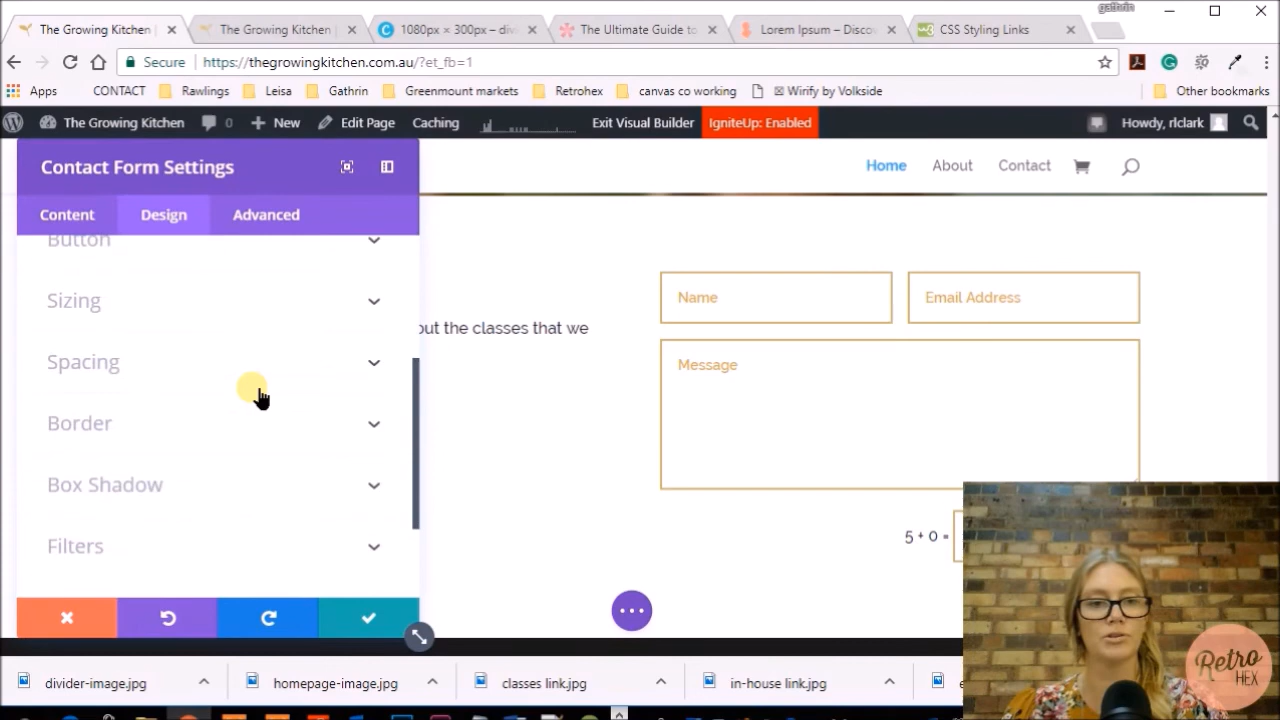 gathrin
The Growing Kitchen
The Growing Kitchen
1080px × 300px – div
The Ultimate Guide to
Lorem Ipsum – Disco
CSS Styling Links
Secure https://thegrowingkitchen.com.au/?et_fb=1
Apps CONTACT Rawlings Leisa Gathrin Greenmount markets Retrohex canvas co working Wirify by Volkside Other bookmarks
The Growing Kitchen 0 New Edit Page Caching Exit Visual Builder IgniteUp: Enabled Howdy, rlclark
Contact Form Settings
Home About Contact
Content Design Advanced
Button
Sizing
Spacing
Border
Box Shadow
Filters
out the classes that we
Name Email Address
Message
5 + 0 =
divider-image.jpg homepage-image.jpg classes link.jpg in-house link.jpg
Retro
HEX